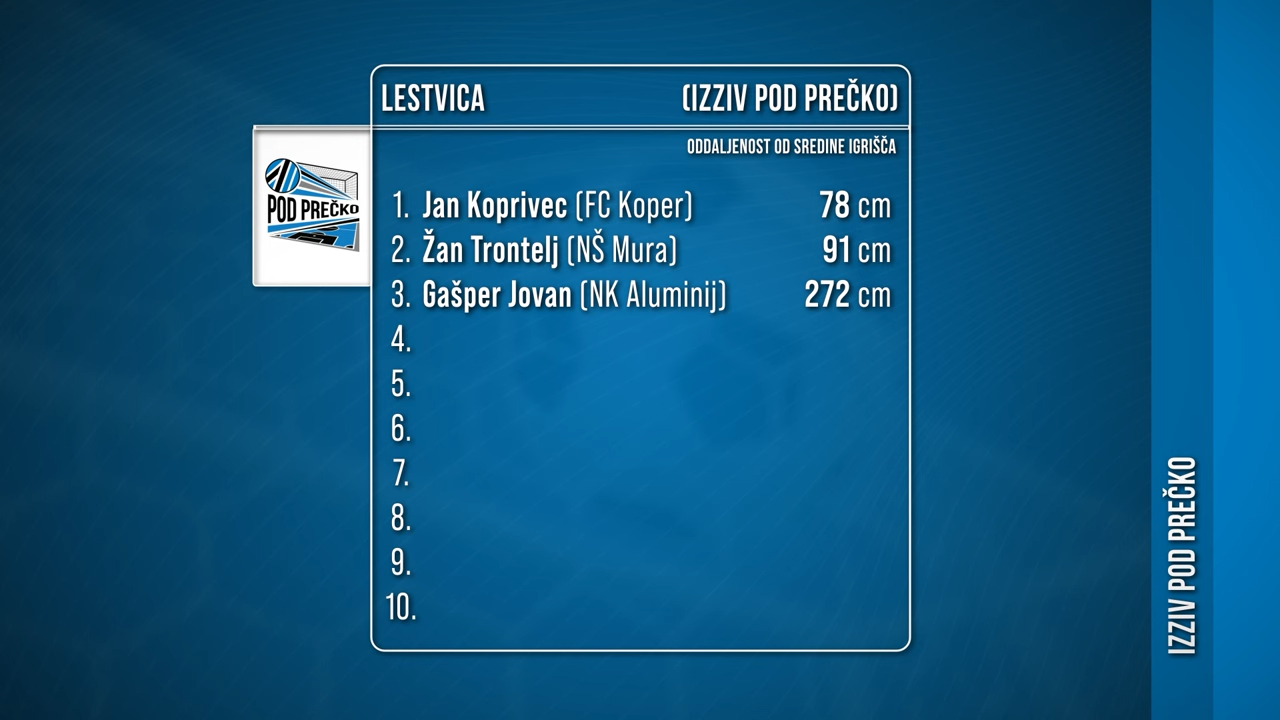 LESTVICA (IZZIV POD PREČKO)
ODDALJENOST OD SREDINE IGRIŠČA
POD PREČKO
1. Jan Koprivec (FC Koper) 78 cm
2. Žan Trontelj (NŠ Mura) 91 cm
3. Gašper Jovan (NK Aluminij) 272 cm
4.
5.
6.
7.
8.
9.
10.
IZZIV POD PREČKO